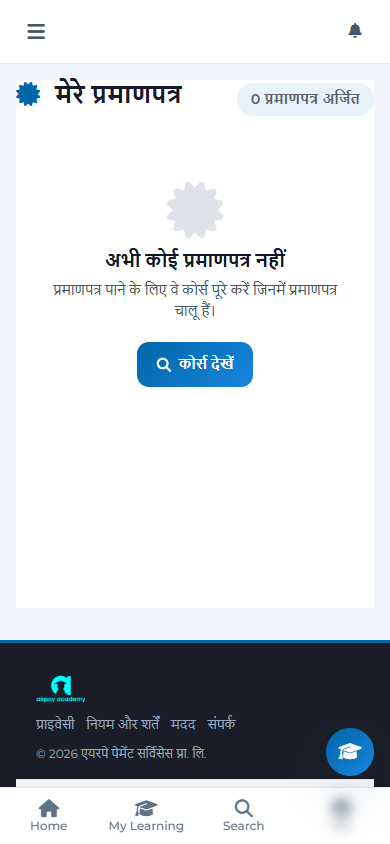 मेरे प्रमाणपत्र
0 प्रमाणपत्र अर्जित
अभी कोई प्रमाणपत्र नहीं
प्रमाणपत्र पाने के लिए वे कोर्स पूरे करें जिनमें प्रमाणपत्र
चालू हैं।
कोर्स देखें
airpay academy
प्राइवेसी नियम और शर्तें मदद संपर्क
© 2026 एयरपे पेमेंट सर्विसेस प्रा. लि.
Home My Learning Search